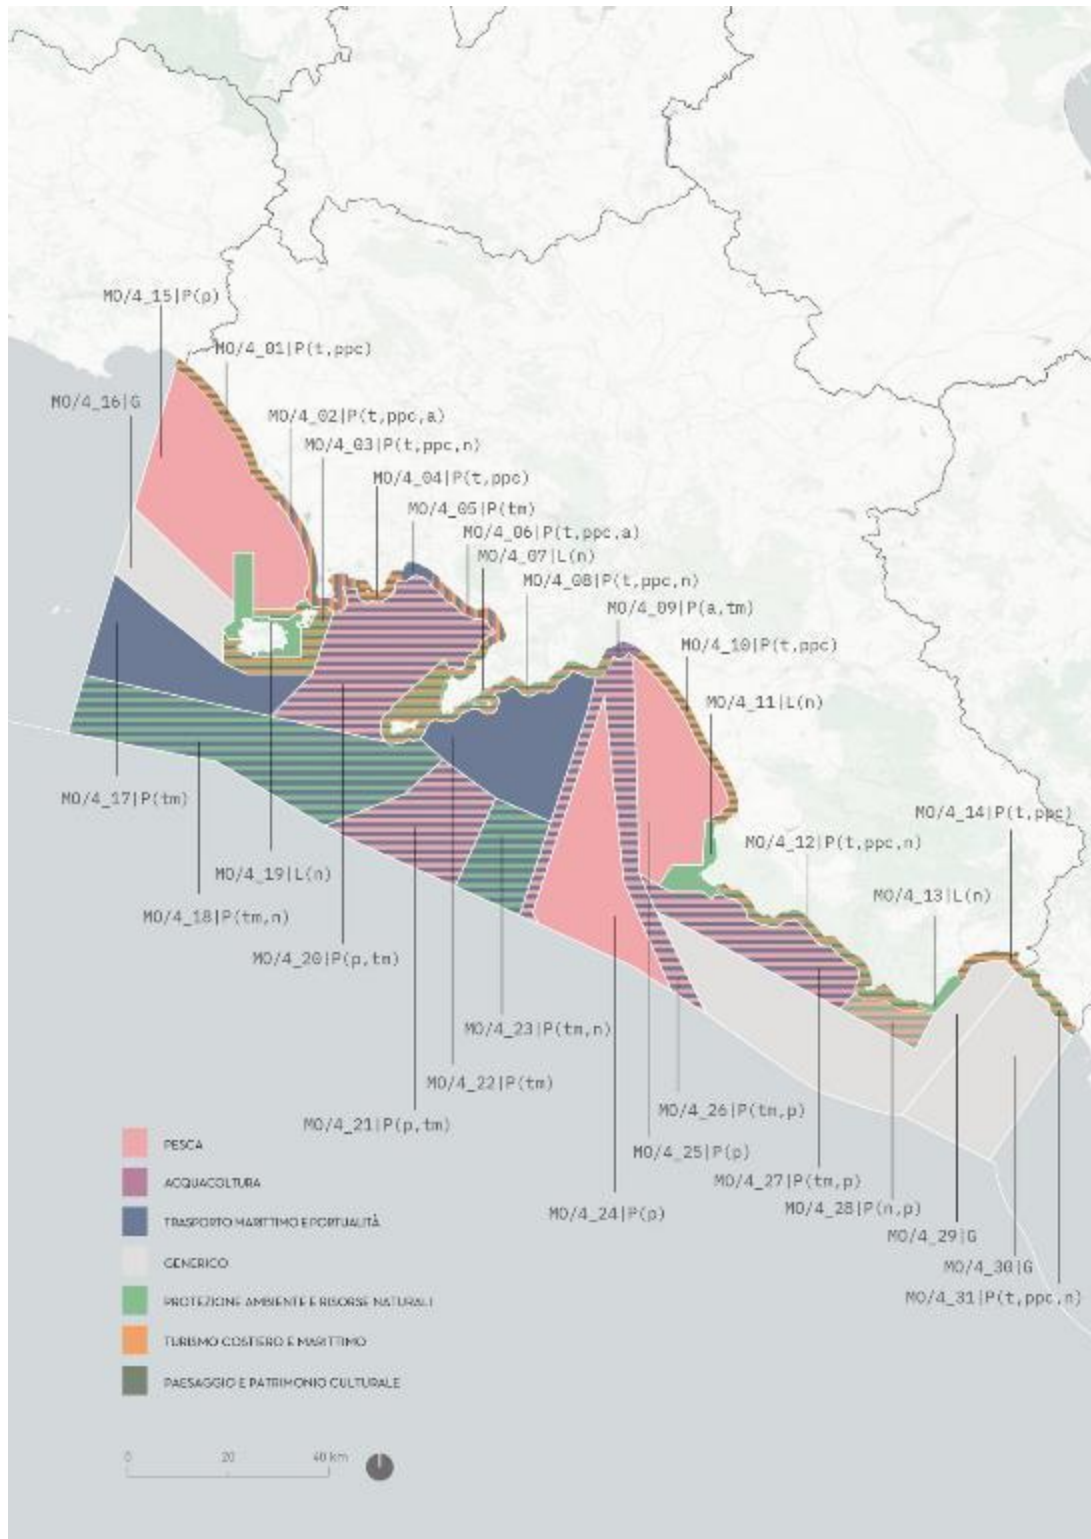 MO/4_15|P(p)
MO/4_01|P(t,ppc)
MO/4_16|G
MO/4_02|P(t,ppc,a)
MO/4_03|P(t,ppc,n)
MO/4_04|P(t,ppc)
MO/4_05|P(tm)
MO/4_06|P(t,ppc,a)
MO/4_07|L(n)
MO/4_08|P(t,ppc,n)
MO/4_09|P(a,tm)
MO/4_10|P(t,ppc)
MO/4_11|L(n)
MO/4_17|P(tm)
MO/4_14|P(t,ppc)
MO/4_12|P(t,ppc,n)
MO/4_19|L(n)
MO/4_13|L(n)
MO/4_18|P(tm,n)
MO/4_20|P(p,tm)
MO/4_23|P(tm,n)
MO/4_22|P(tm)
MO/4_21|P(p,tm)
MO/4_26|P(tm,p)
MO/4_25|P(p)
MO/4_27|P(tm,p)
MO/4_24|P(p)
MO/4_28|P(n,p)
MO/4_29|G
MO/4_30|G
MO/4_31|P(t,ppc,n)
PESCA
ACQUACOLTURA
TRASPORTO MARITTIMO E PORTUALITÀ
GENERICO
PROTEZIONE AMBIENTE E RISORSE NATURALI
TURISMO COSTIERO E MARITTIMO
PAESAGGIO E PATRIMONIO CULTURALE
0 20 40 km